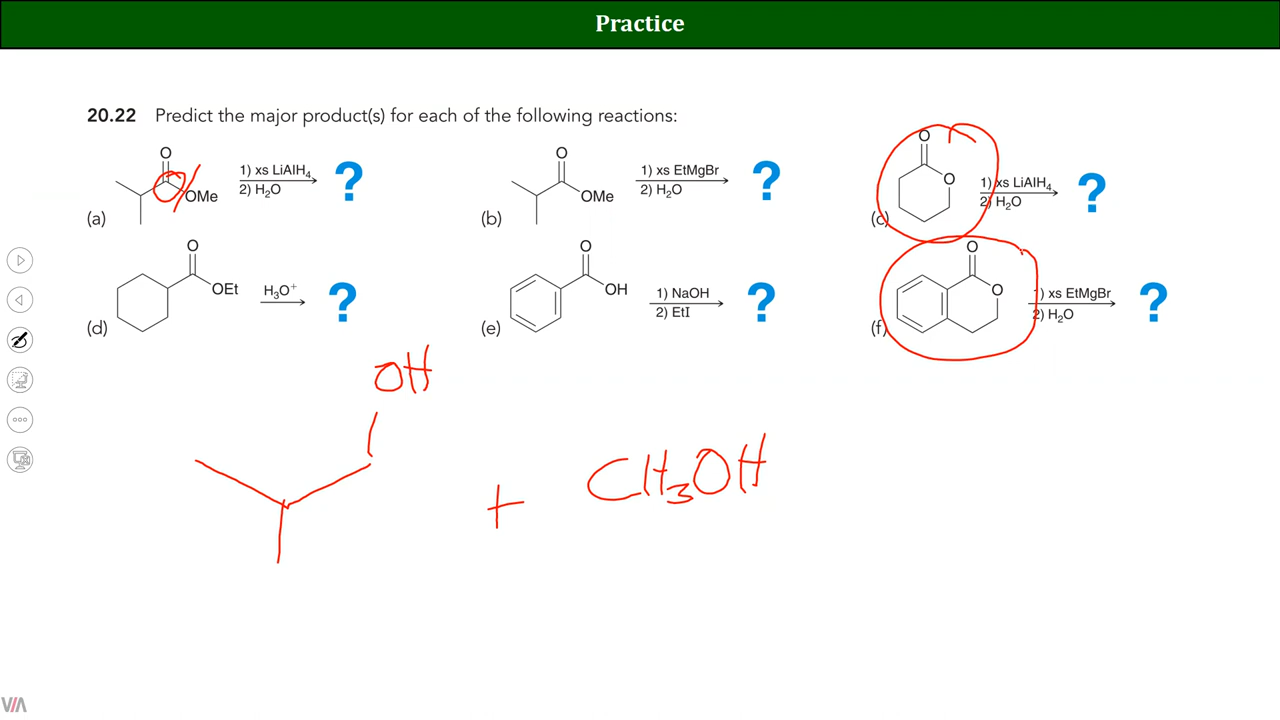 Practice
20.22 Predict the major product(s) for each of the following reactions:
(a) O OMe 1) xs LiAlH4 2) H2O ?
(b) O OMe 1) xs EtMgBr 2) H2O ?
(c) O O 1) xs LiAlH4 2) H2O ?
(d) O OEt H3O+ ?
(e) O OH 1) NaOH 2) EtI ?
(f) O O 1) xs EtMgBr 2) H2O ?
OH
+ CH3OH
VIA